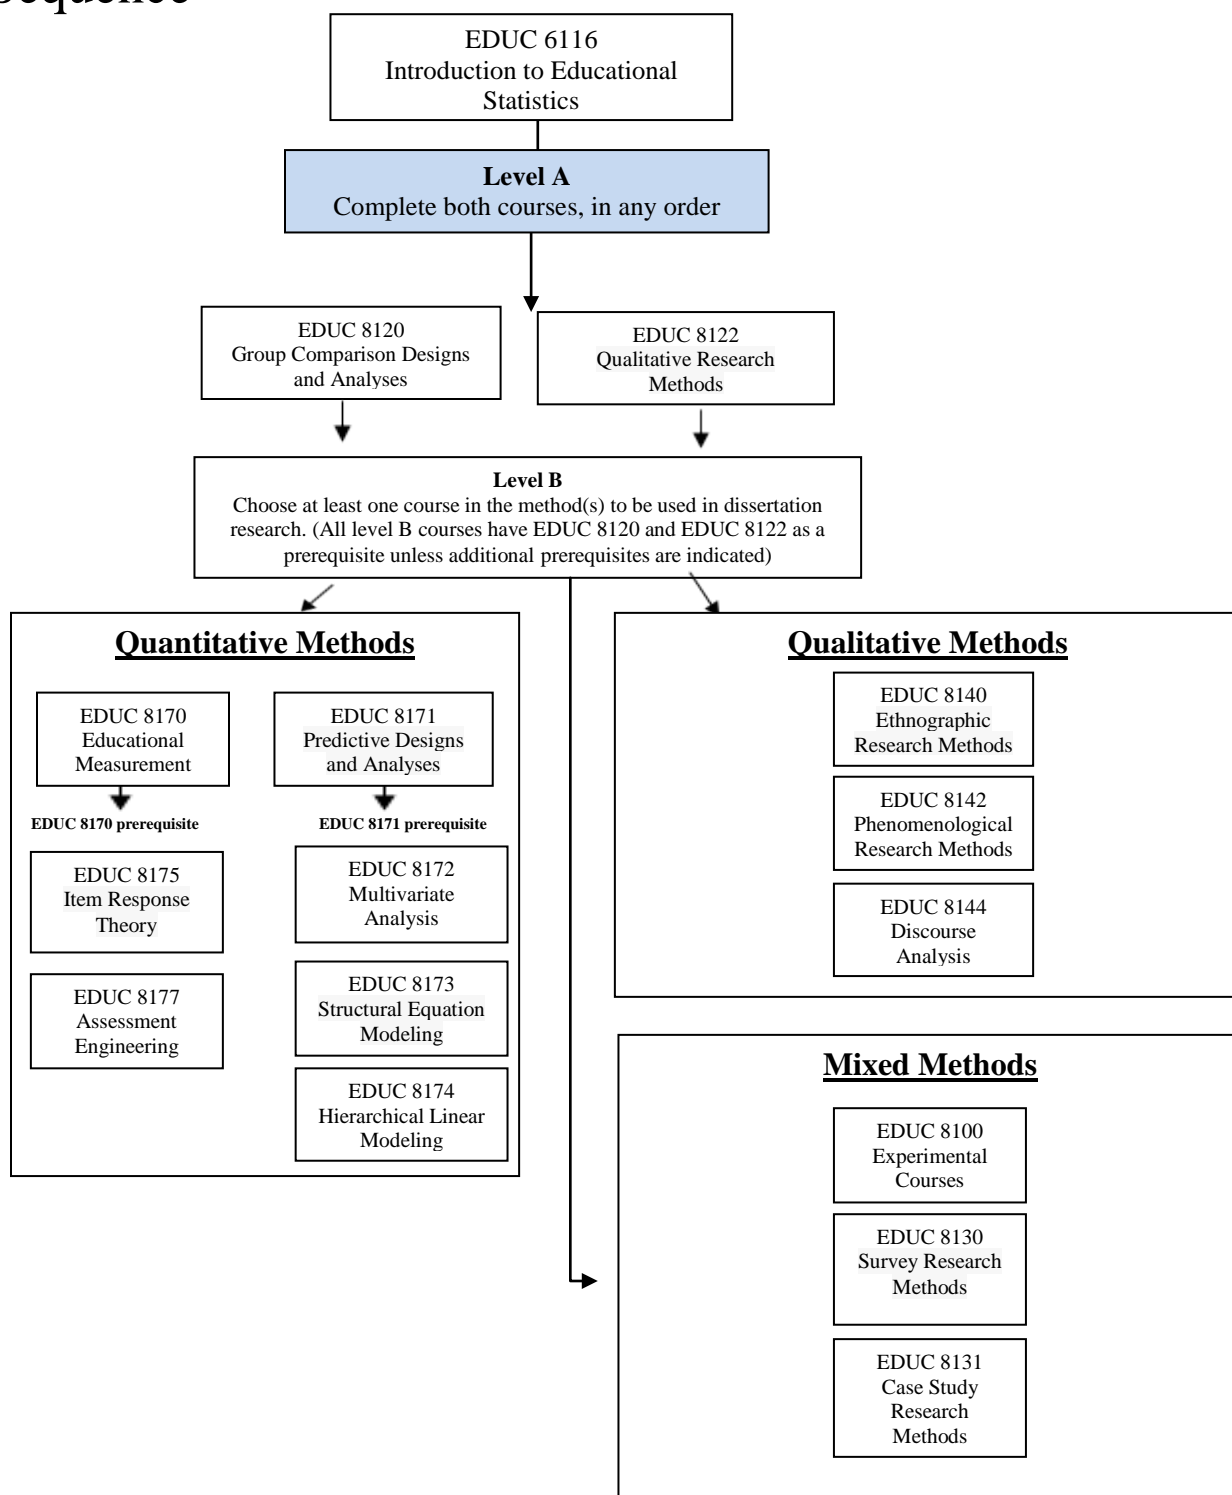 EDUC 6116
Introduction to Educational
Statistics
Level A
Complete both courses, in any order
EDUC 8120
Group Comparison Designs
and Analyses
EDUC 8122
Qualitative Research
Methods
Level B
Choose at least one course in the method(s) to be used in dissertation
research. (All level B courses have EDUC 8120 and EDUC 8122 as a
prerequisite unless additional prerequisites are indicated)
Quantitative Methods
EDUC 8170
Educational
Measurement
EDUC 8170 prerequisite
EDUC 8175
Item Response
Theory
EDUC 8177
Assessment
Engineering
EDUC 8171
Predictive Designs
and Analyses
EDUC 8171 prerequisite
EDUC 8172
Multivariate
Analysis
EDUC 8173
Structural Equation
Modeling
EDUC 8174
Hierarchical Linear
Modeling
Qualitative Methods
EDUC 8140
Ethnographic
Research Methods
EDUC 8142
Phenomenological
Research Methods
EDUC 8144
Discourse
Analysis
Mixed Methods
EDUC 8100
Experimental
Courses
EDUC 8130
Survey Research
Methods
EDUC 8131
Case Study
Research
Methods